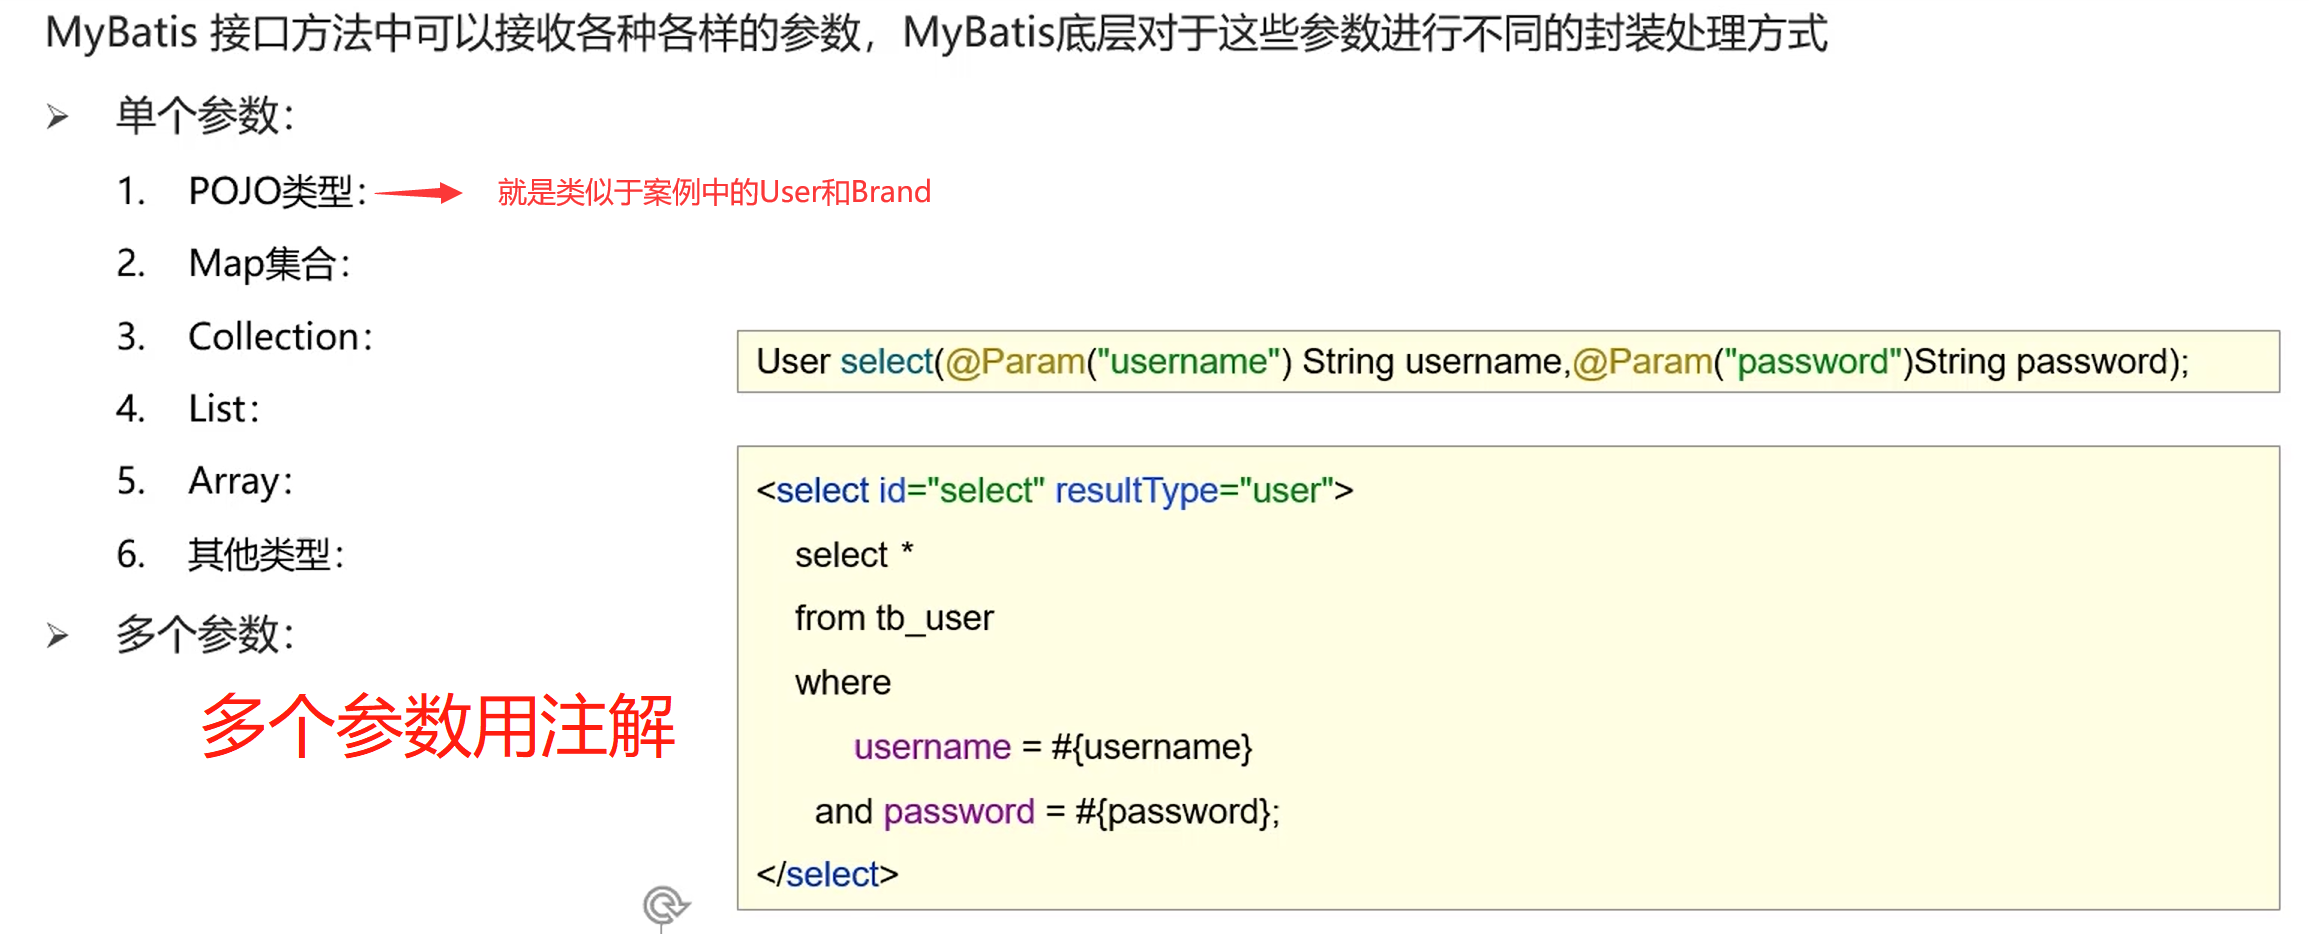 MyBatis 接口方法中可以接收各种各样的参数，MyBatis底层对于这些参数进行不同的封装处理方式
➢ 单个参数：
1. POJO类型： 就是类似于案例中的User和Brand
2. Map集合：
3. Collection：
4. List：
5. Array：
6. 其他类型：
➢ 多个参数：
多个参数用注解
User select(@Param("username") String username,@Param("password")String password);
<select id="select" resultType="user">
select *
from tb_user
where
username = #{username}
and password = #{password};
</select>